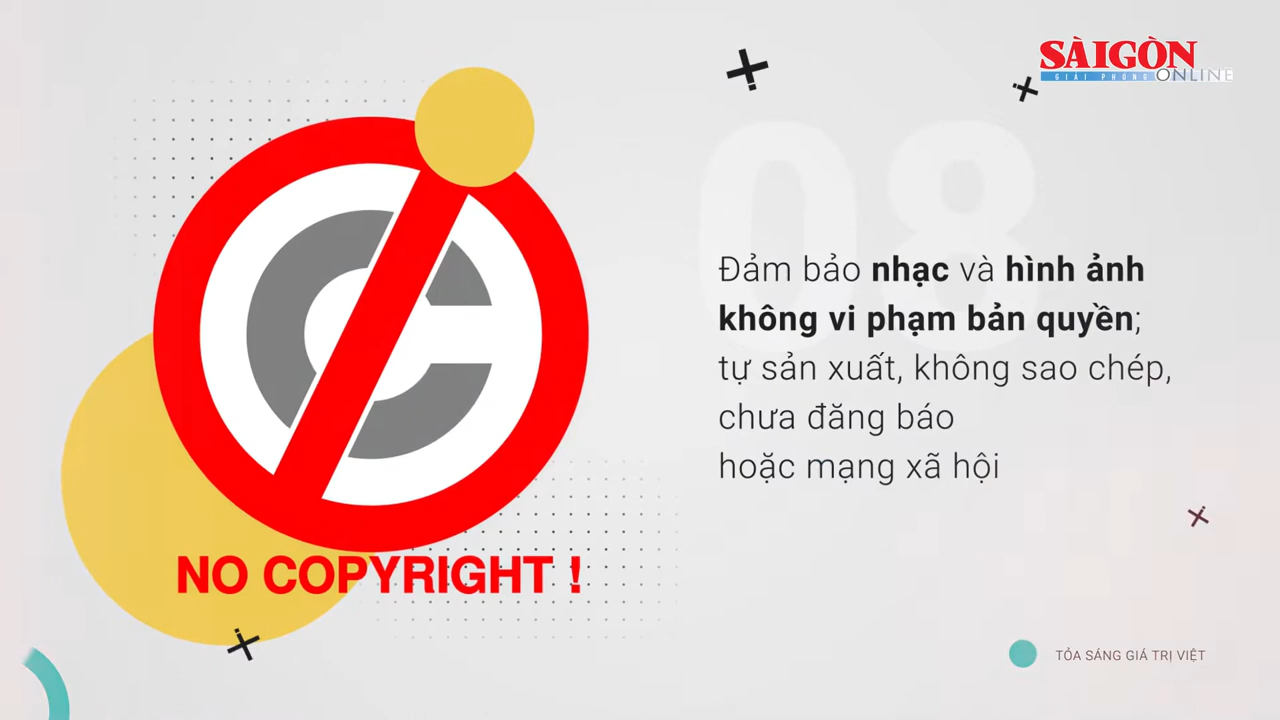 SÀIGÒN
GIẢI PHÓNG ONLINE
08
Đảm bảo nhạc và hình ảnh
không vi phạm bản quyền;
tự sản xuất, không sao chép,
chưa đăng báo
hoặc mạng xã hội
C
NO COPYRIGHT !
TỎA SÁNG GIÁ TRỊ VIỆT